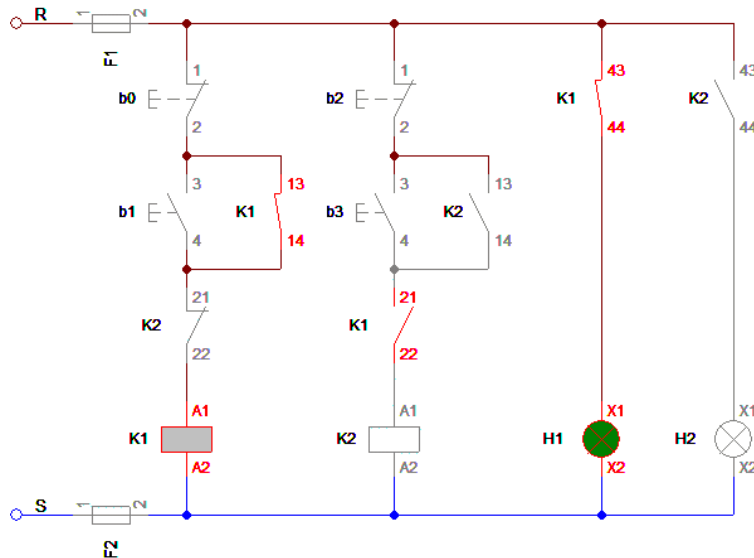 R 1 2
F1
1 1 43 43
b0 b2 K1 K2
2 2 44 44
3 13 3 13
b1 K1 b3 K2
4 14 4 14
21 21
K2 K1
22 22
A1 A1 X1 X1
K1 K2 H1 H2
A2 A2 X2 X2
S 1 2
F2